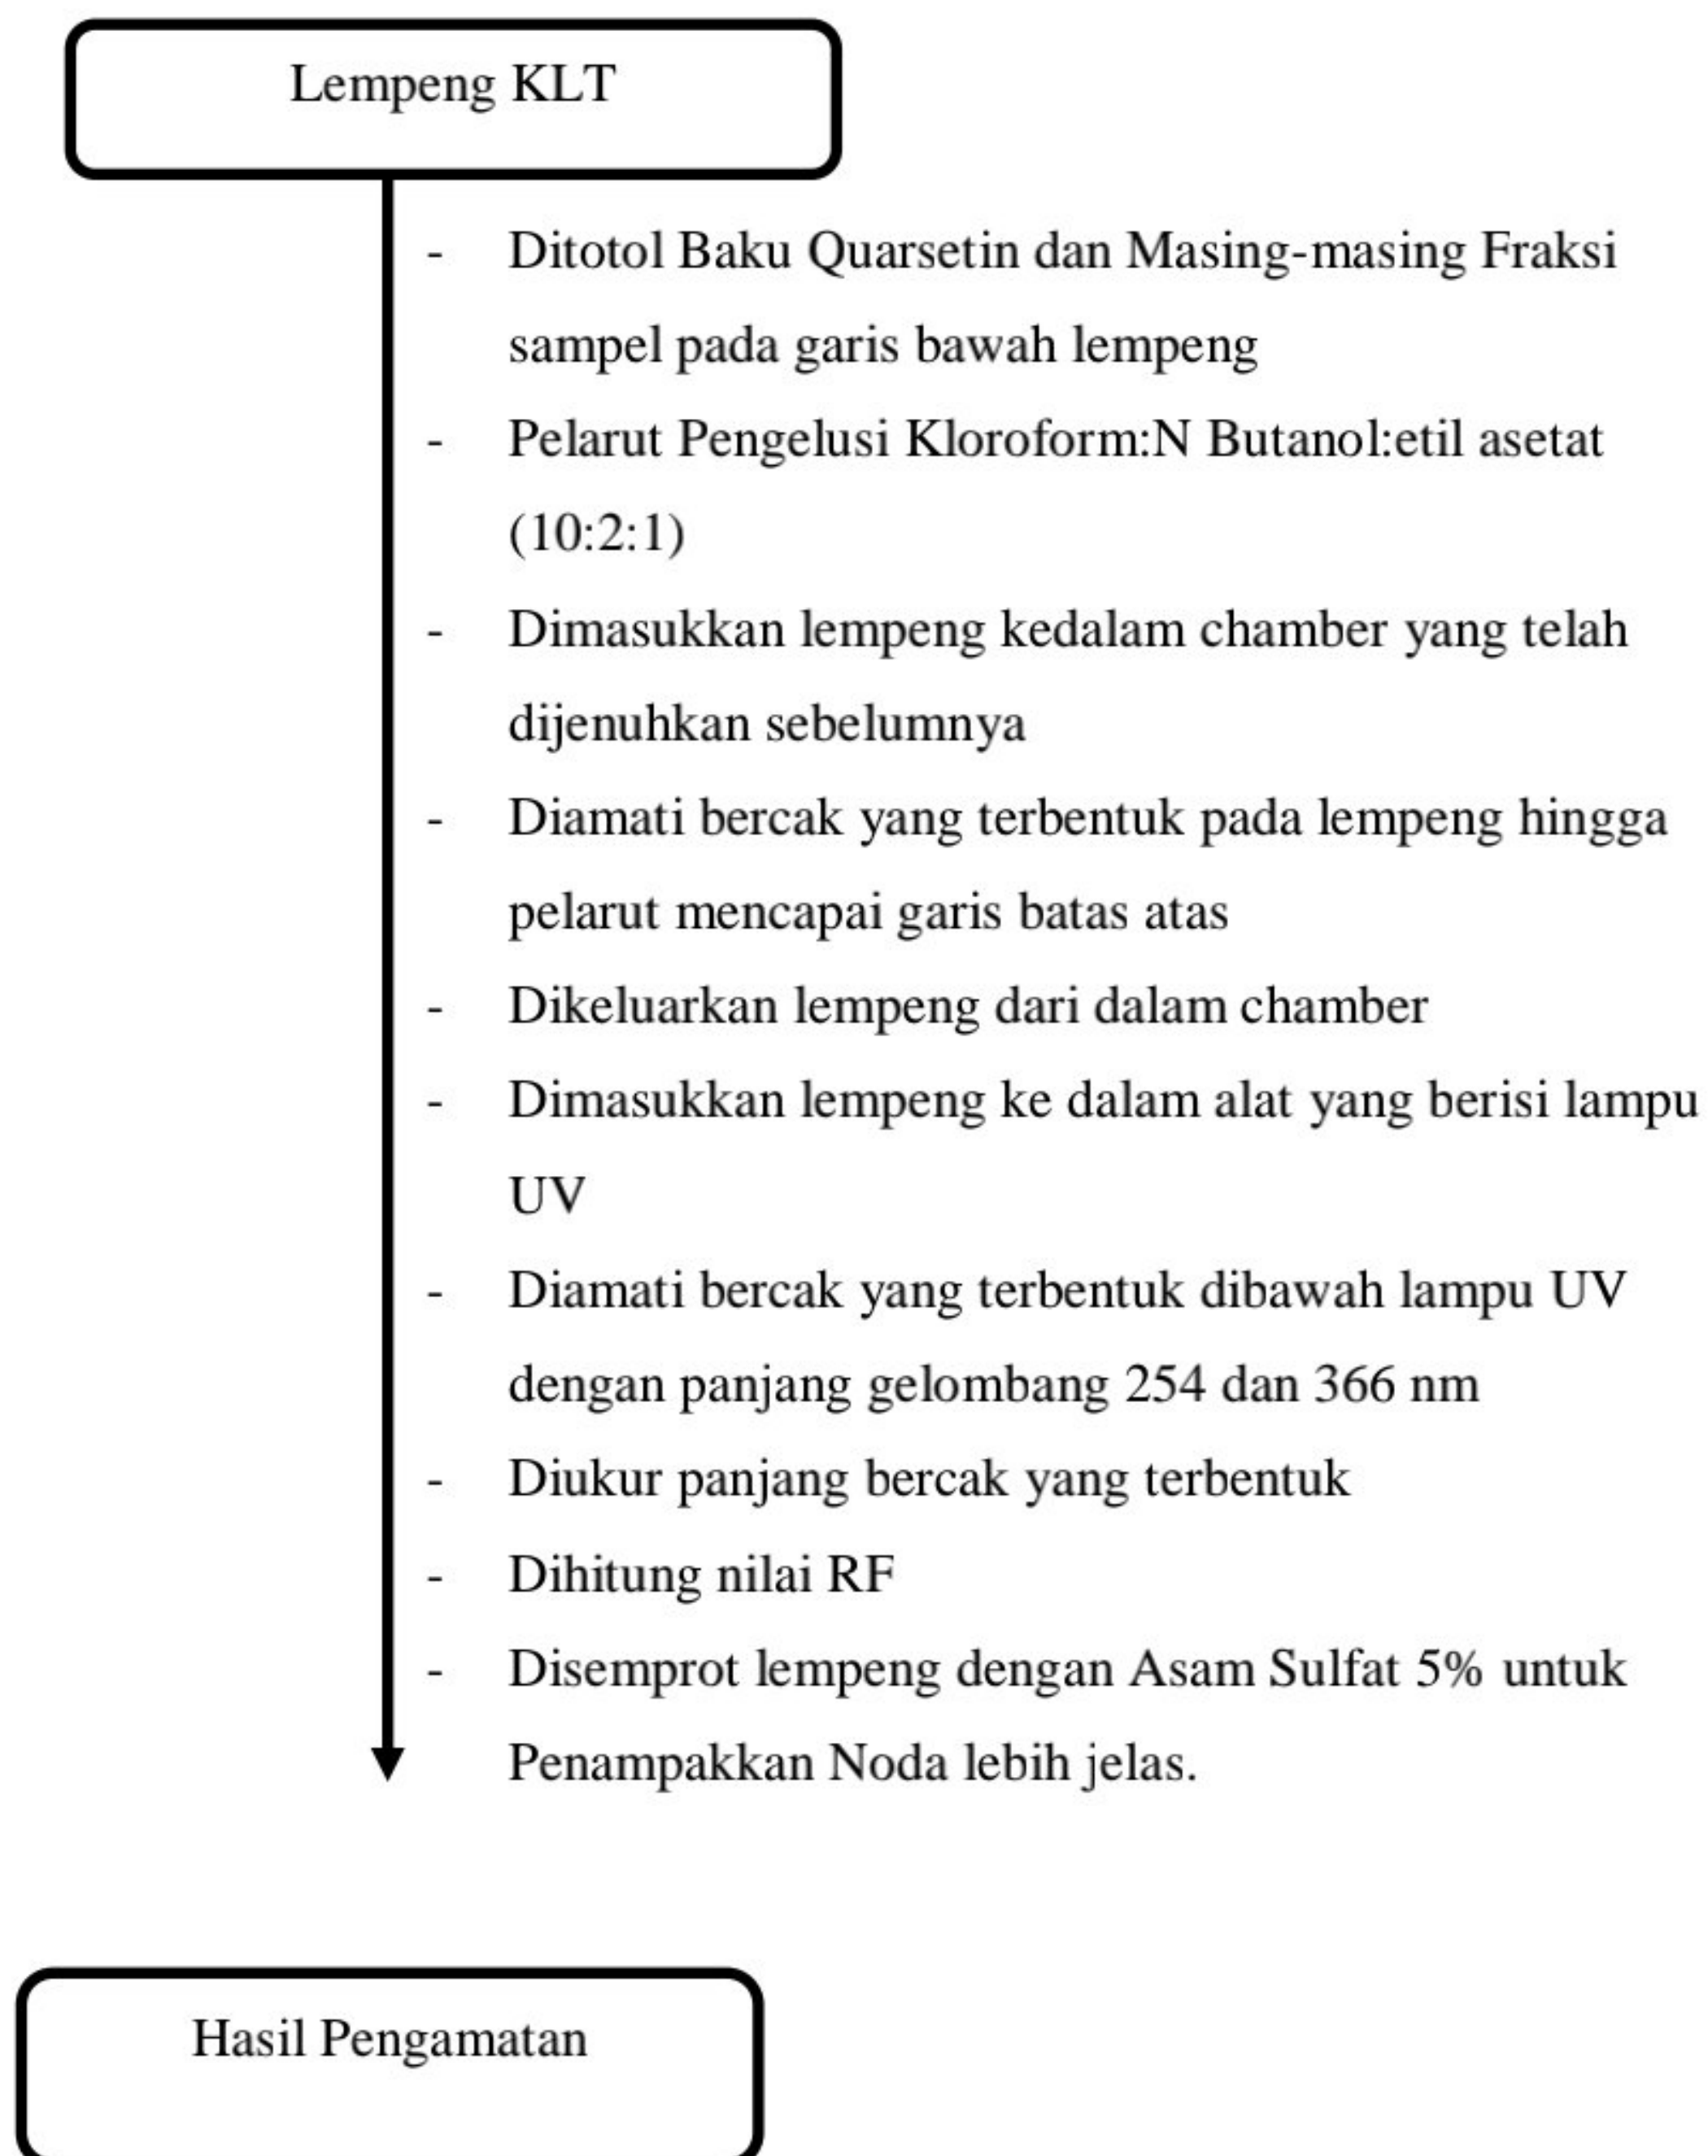 Lempeng KLT
- Ditotol Baku Quarsetin dan Masing-masing Fraksi
sampel pada garis bawah lempeng
- Pelarut Pengelusi Kloroform:N Butanol:etil asetat
(10:2:1)
- Dimasukkan lempeng kedalam chamber yang telah
dijenuhkan sebelumnya
- Diamati bercak yang terbentuk pada lempeng hingga
pelarut mencapai garis batas atas
- Dikeluarkan lempeng dari dalam chamber
- Dimasukkan lempeng ke dalam alat yang berisi lampu
UV
- Diamati bercak yang terbentuk dibawah lampu UV
dengan panjang gelombang 254 dan 366 nm
- Diukur panjang bercak yang terbentuk
- Dihitung nilai RF
- Disemprot lempeng dengan Asam Sulfat 5% untuk
Penampakkan Noda lebih jelas.
Hasil Pengamatan